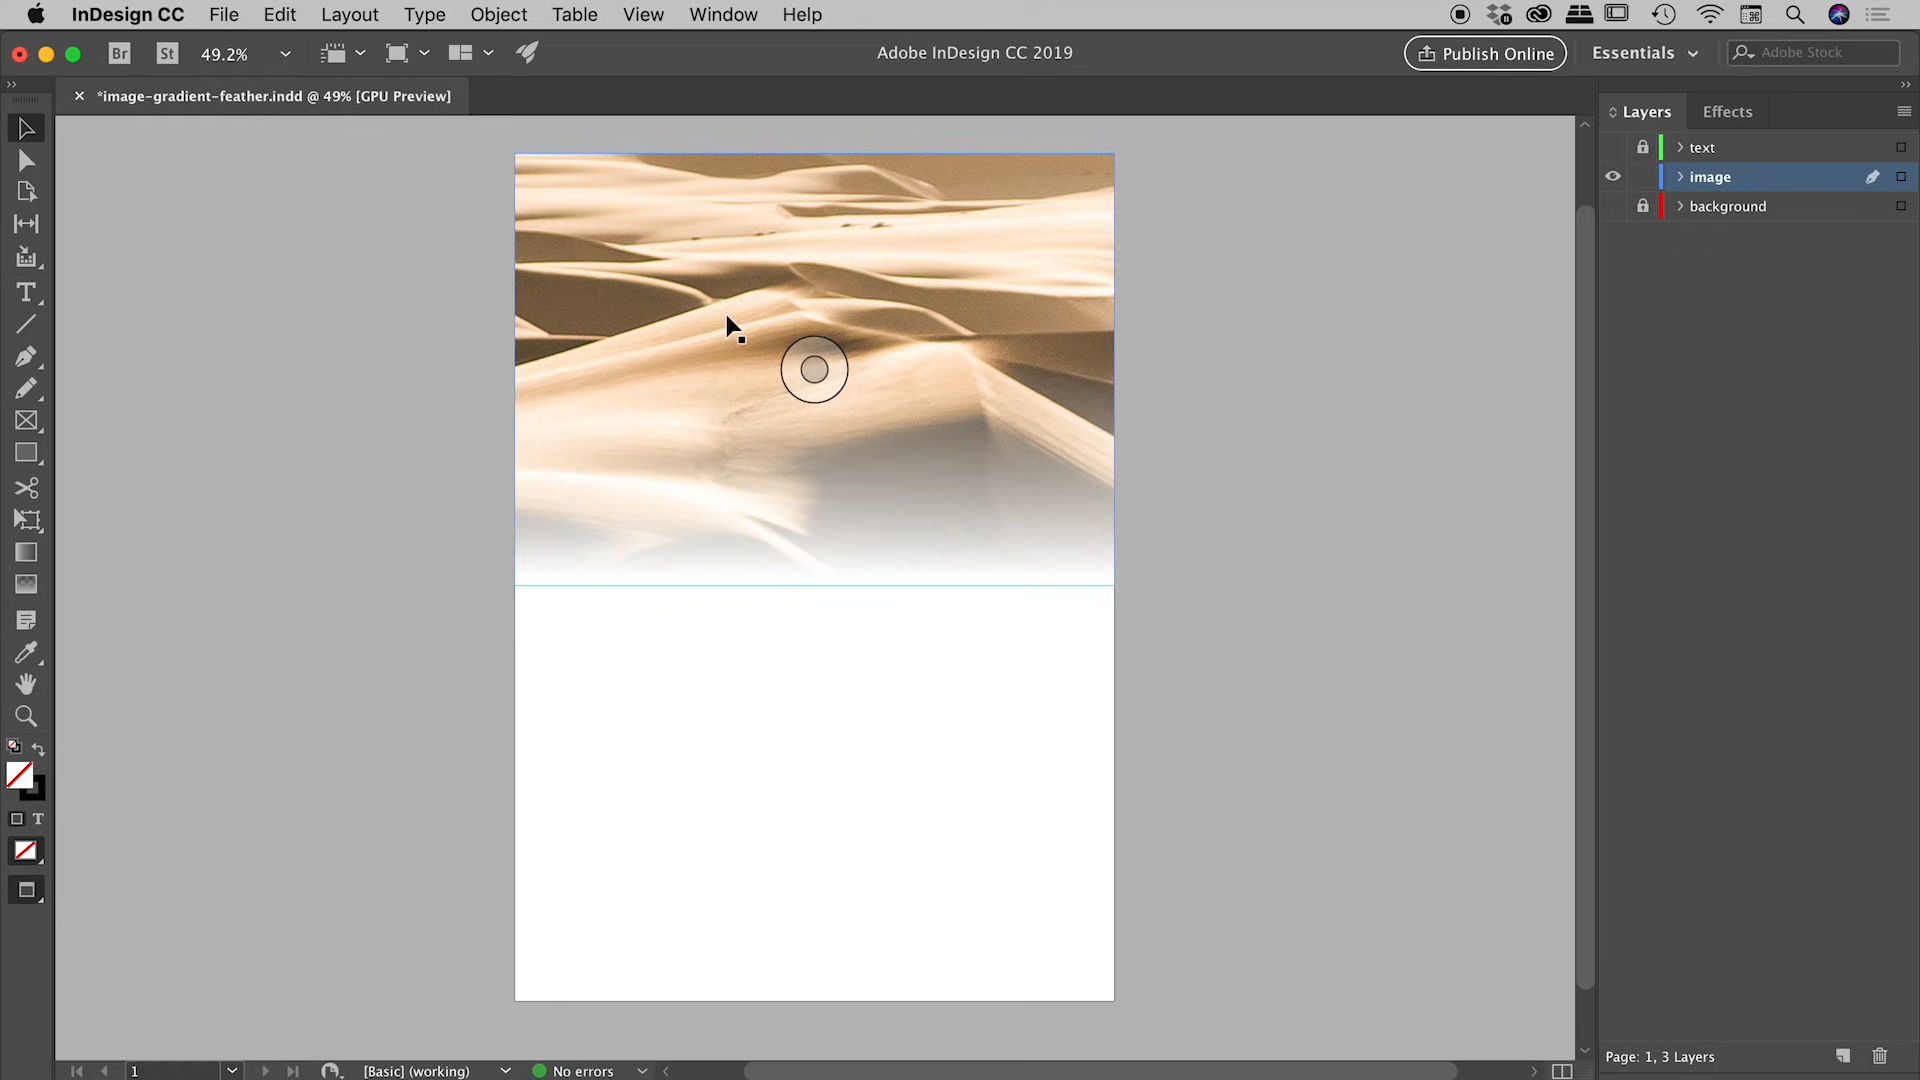 InDesign CC File Edit Layout Type Object Table View Window Help
Br St 49.2% Adobe InDesign CC 2019 Publish Online Essentials Adobe Stock
*image-gradient-feather.indd @ 49% [GPU Preview]
Layers Effects
text
image
background
T
T
Page: 1, 3 Layers
1 [Basic] (working) No errors